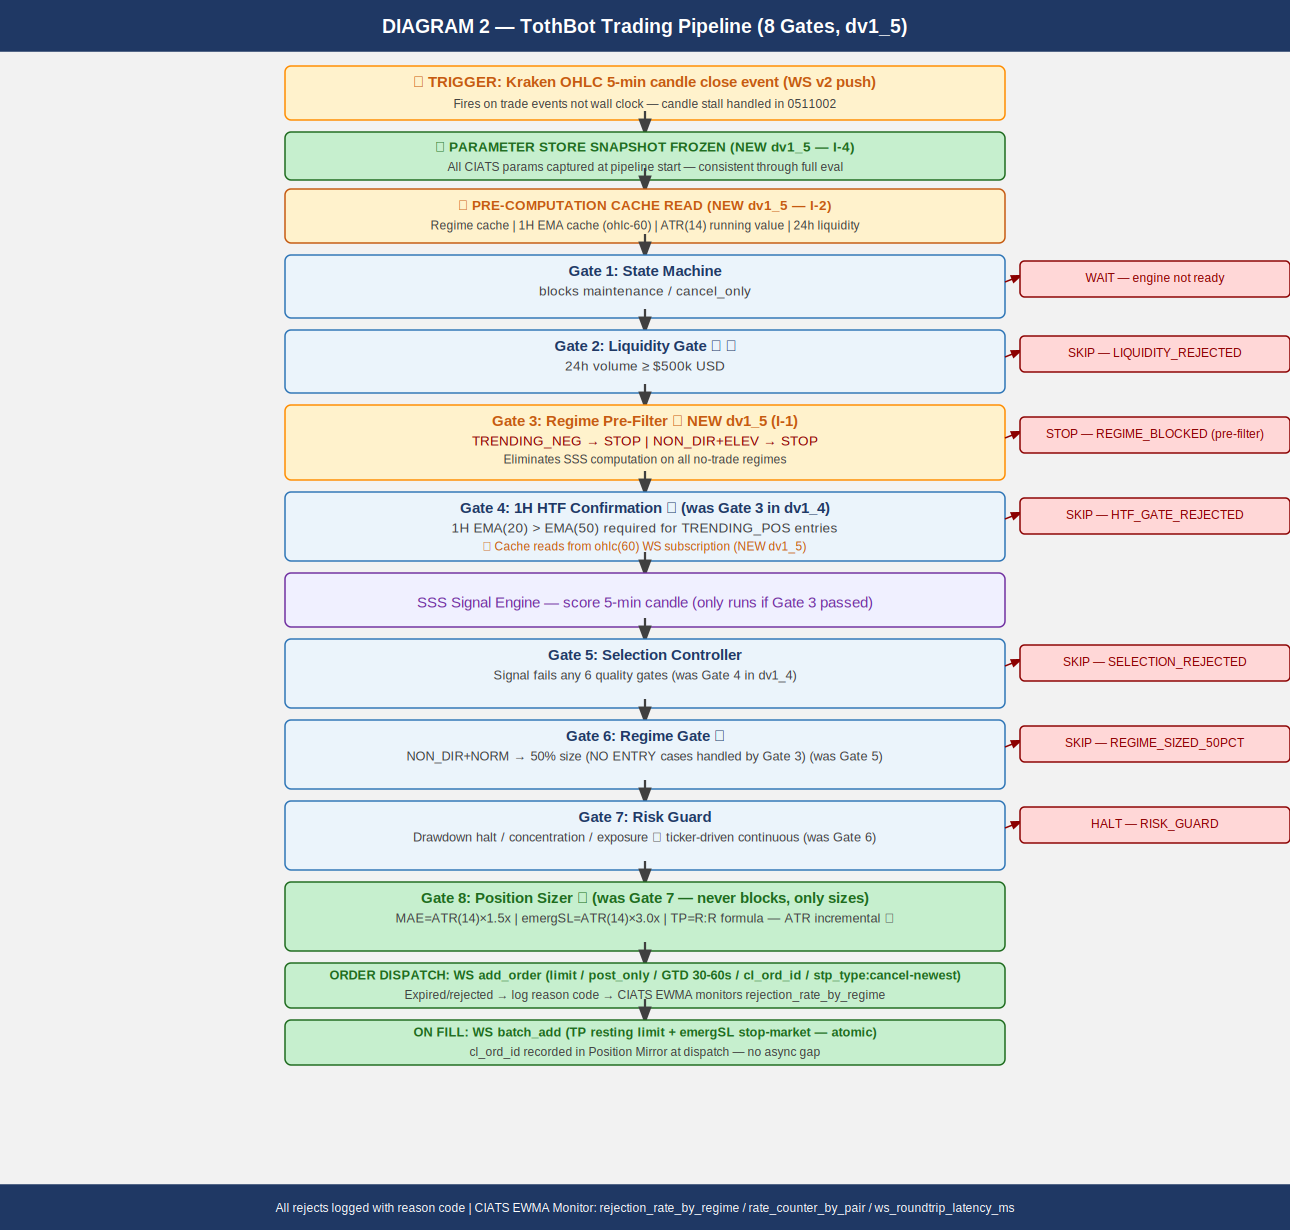 DIAGRAM 2 — TothBot Trading Pipeline (8 Gates, dv1_5)
TRIGGER: Kraken OHLC 5-min candle close event (WS v2 push)
Fires on trade events not wall clock — candle stall handled in 0511002
PARAMETER STORE SNAPSHOT FROZEN (NEW dv1_5 — I-4)
All CIATS params captured at pipeline start — consistent through full eval
PRE-COMPUTATION CACHE READ (NEW dv1_5 — I-2)
Regime cache | 1H EMA cache (ohlc-60) | ATR(14) running value | 24h liquidity
Gate 1: State Machine
blocks maintenance / cancel_only
WAIT — engine not ready
Gate 2: Liquidity Gate
24h volume ≥ $500k USD
SKIP — LIQUIDITY_REJECTED
Gate 3: Regime Pre-Filter NEW dv1_5 (I-1)
TRENDING_NEG → STOP | NON_DIR+ELEV → STOP
Eliminates SSS computation on all no-trade regimes
STOP — REGIME_BLOCKED (pre-filter)
Gate 4: 1H HTF Confirmation (was Gate 3 in dv1_4)
1H EMA(20) > EMA(50) required for TRENDING_POS entries
Cache reads from ohlc(60) WS subscription (NEW dv1_5)
SKIP — HTF_GATE_REJECTED
SSS Signal Engine — score 5-min candle (only runs if Gate 3 passed)
Gate 5: Selection Controller
Signal fails any 6 quality gates (was Gate 4 in dv1_4)
SKIP — SELECTION_REJECTED
Gate 6: Regime Gate
NON_DIR+NORM → 50% size (NO ENTRY cases handled by Gate 3) (was Gate 5)
SKIP — REGIME_SIZED_50PCT
Gate 7: Risk Guard
Drawdown halt / concentration / exposure ticker-driven continuous (was Gate 6)
HALT — RISK_GUARD
Gate 8: Position Sizer (was Gate 7 — never blocks, only sizes)
MAE=ATR(14)×1.5x | emergSL=ATR(14)×3.0x | TP=R:R formula — ATR incremental
ORDER DISPATCH: WS add_order (limit / post_only / GTD 30-60s / cl_ord_id / stp_type:cancel-newest)
Expired/rejected → log reason code → CIATS EWMA monitors rejection_rate_by_regime
ON FILL: WS batch_add (TP resting limit + emergSL stop-market — atomic)
cl_ord_id recorded in Position Mirror at dispatch — no async gap
All rejects logged with reason code | CIATS EWMA Monitor: rejection_rate_by_regime / rate_counter_by_pair / ws_roundtrip_latency_ms